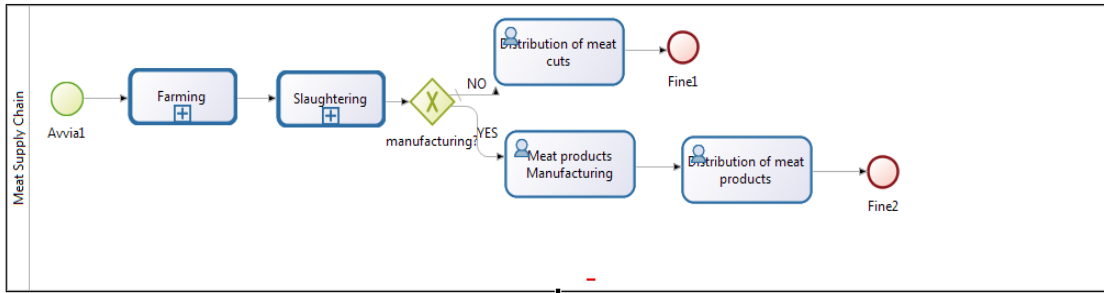 Meat Supply Chain
Avvia1
Farming
Slaughtering
manufacturing?
NO
YES
Distribution of meat
cuts
Fine1
Meat products
Manufacturing
Distribution of meat
products
Fine2